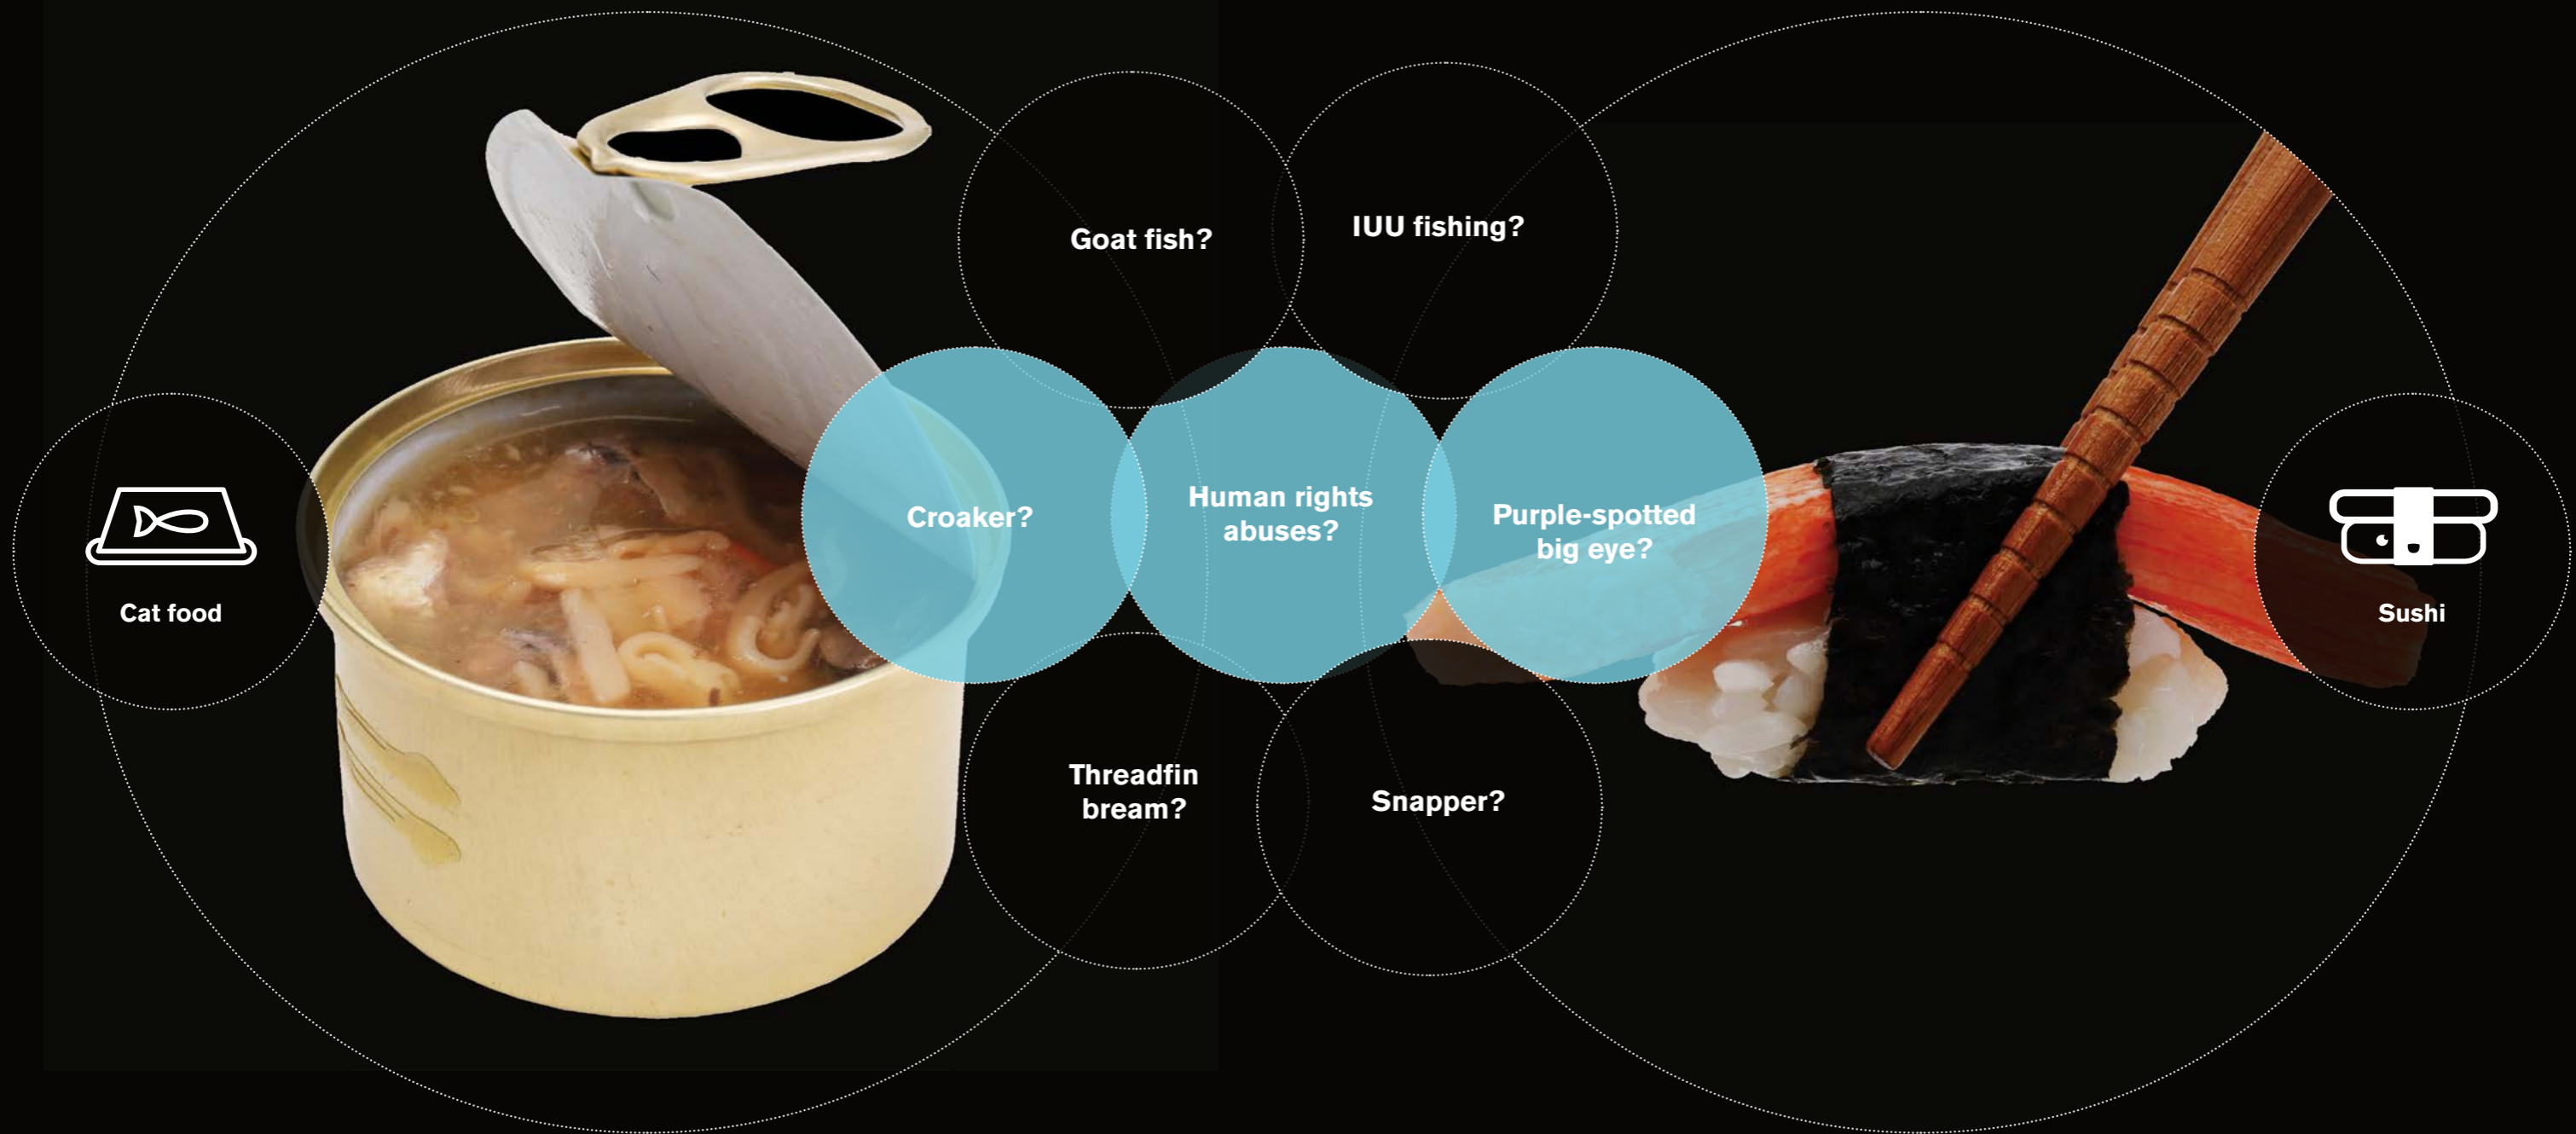 Goat fish?
IUU fishing?
Croaker?
Human rights
abuses?
Purple-spotted
big eye?
Cat food
Sushi
Threadfin
bream?
Snapper?